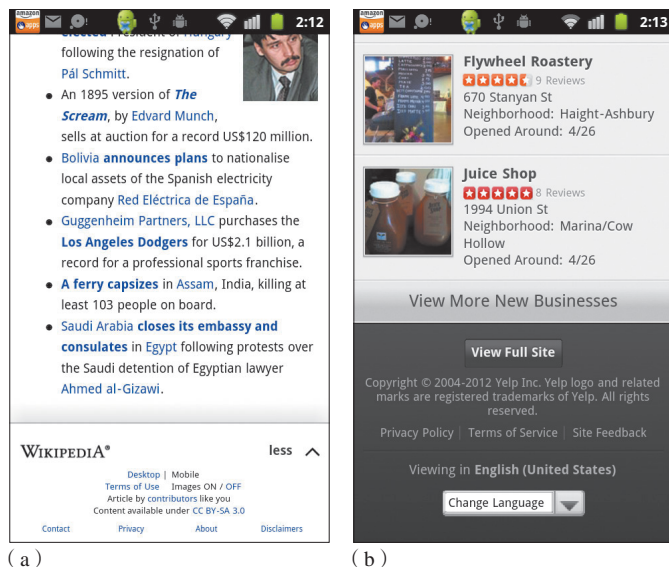 amazon
apps
2:12
elected President of Hungary
following the resignation of
Pál Schmitt.
• An 1895 version of The
Scream, by Edvard Munch,
sells at auction for a record US$120 million.
• Bolivia announces plans to nationalise
local assets of the Spanish electricity
company Red Eléctrica de España.
• Guggenheim Partners, LLC purchases the
Los Angeles Dodgers for US$2.1 billion, a
record for a professional sports franchise.
• A ferry capsizes in Assam, India, killing at
least 103 people on board.
• Saudi Arabia closes its embassy and
consulates in Egypt following protests over
the Saudi detention of Egyptian lawyer
Ahmed al-Gizawi.
WIKIPEDIA®
less
Desktop | Mobile
Terms of Use Images ON / OFF
Article by contributors like you
Content available under CC BY-SA 3.0
Contact Privacy About Disclaimers
(a)
amazon
apps
2:13
Flywheel Roastery
9 Reviews
670 Stanyan St
Neighborhood: Haight-Ashbury
Opened Around: 4/26
Juice Shop
8 Reviews
1994 Union St
Neighborhood: Marina/Cow
Hollow
Opened Around: 4/26
View More New Businesses
View Full Site
Copyright © 2004-2012 Yelp Inc. Yelp logo and related
marks are registered trademarks of Yelp. All rights
reserved.
Privacy Policy | Terms of Service | Site Feedback
Viewing in English (United States)
Change Language
(b)